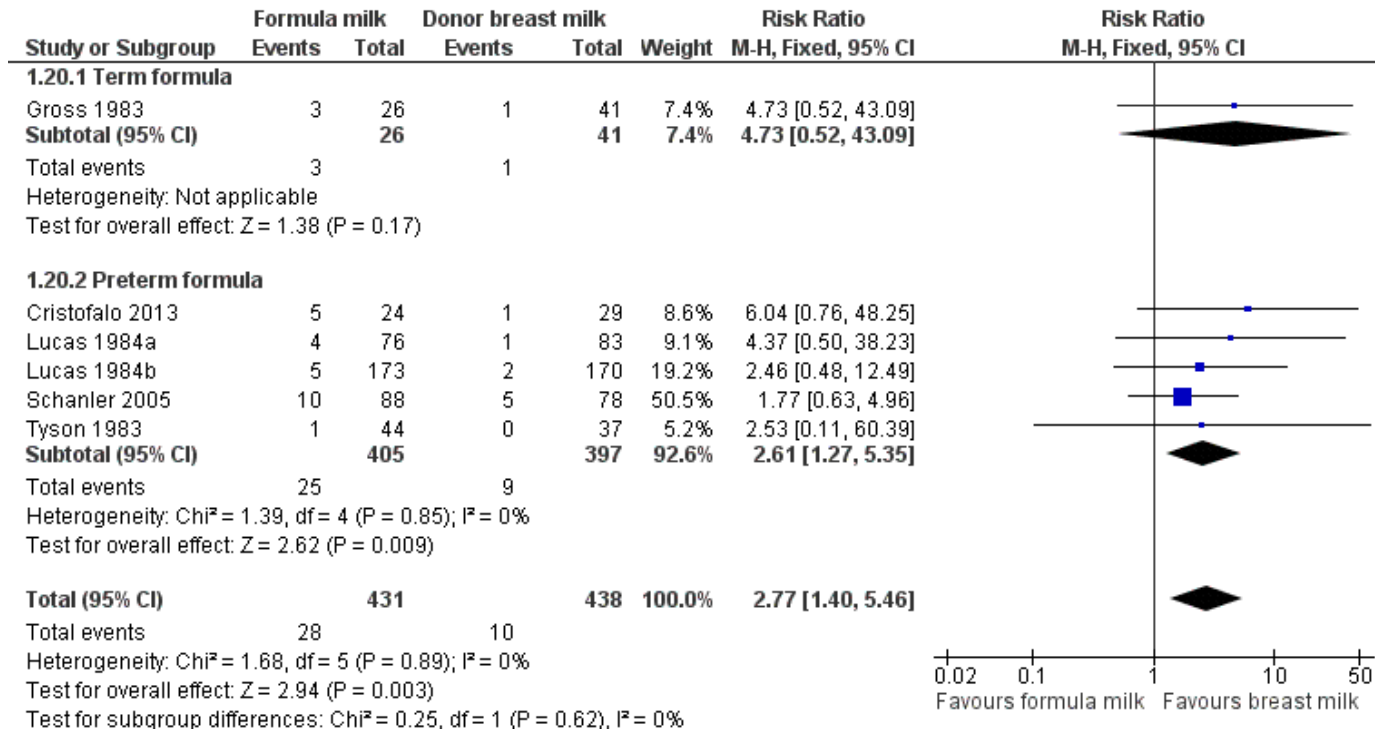 Formula milk Donor breast milk Risk Ratio Risk Ratio
Study or Subgroup Events Total Events Total Weight M-H, Fixed, 95% CI M-H, Fixed, 95% CI
1.20.1 Term formula
Gross 1983 3 26 1 41 7.4% 4.73 [0.52, 43.09]
Subtotal (95% CI) 26 41 7.4% 4.73 [0.52, 43.09]
Total events 3 1
Heterogeneity: Not applicable
Test for overall effect: Z = 1.38 (P = 0.17)
1.20.2 Preterm formula
Cristofalo 2013 5 24 1 29 8.6% 6.04 [0.76, 48.25]
Lucas 1984a 4 76 1 83 9.1% 4.37 [0.50, 38.23]
Lucas 1984b 5 173 2 170 19.2% 2.46 [0.48, 12.49]
Schanler 2005 10 88 5 78 50.5% 1.77 [0.63, 4.96]
Tyson 1983 1 44 0 37 5.2% 2.53 [0.11, 60.39]
Subtotal (95% CI) 405 397 92.6% 2.61 [1.27, 5.35]
Total events 25 9
Heterogeneity: Chi² = 1.39, df = 4 (P = 0.85); I² = 0%
Test for overall effect: Z = 2.62 (P = 0.009)
Total (95% CI) 431 438 100.0% 2.77 [1.40, 5.46]
Total events 28 10
Heterogeneity: Chi² = 1.68, df = 5 (P = 0.89); I² = 0%
Test for overall effect: Z = 2.94 (P = 0.003)
Test for subgroup differences: Chi² = 0.25, df = 1 (P = 0.62), I² = 0%
0.02 0.1 1 10 50
Favours formula milk Favours breast milk